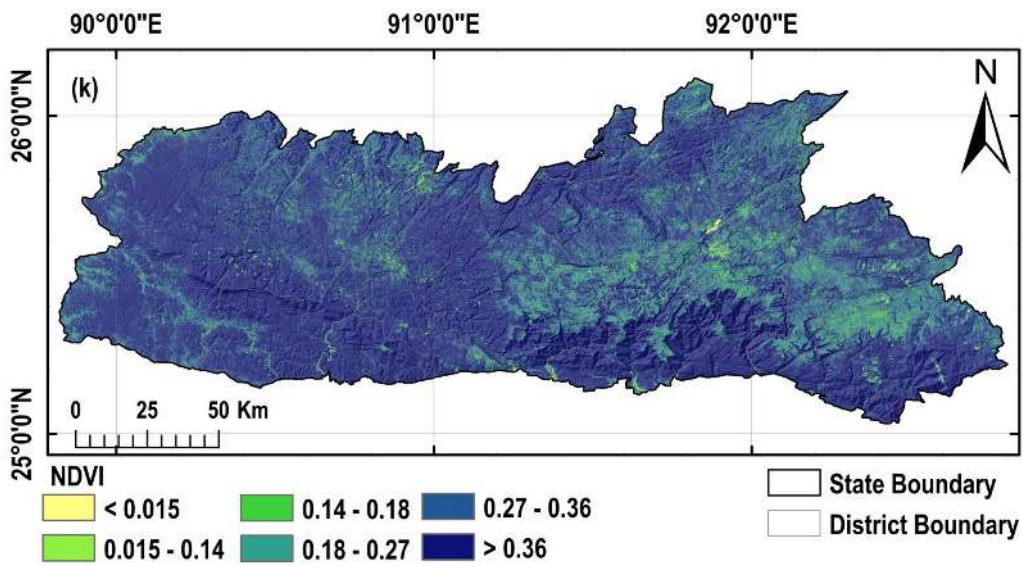 90°0'0"E 91°0'0"E 92°0'0"E
(k)
N
26°0'0"N
25°0'0"N
0 25 50 Km
NDVI
< 0.015 0.14 - 0.18 0.27 - 0.36
0.015 - 0.14 0.18 - 0.27 > 0.36
State Boundary
District Boundary